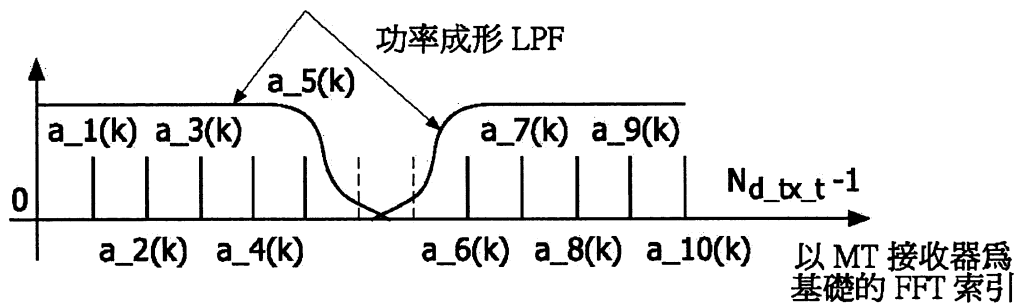 功率成形 LPF
a_5(k)
a_1(k) a_3(k) a_7(k) a_9(k)
0
N_d_tx_t -1
a_2(k) a_4(k) a_6(k) a_8(k) a_10(k)
以 MT 接收器爲
基礎的 FFT 索引